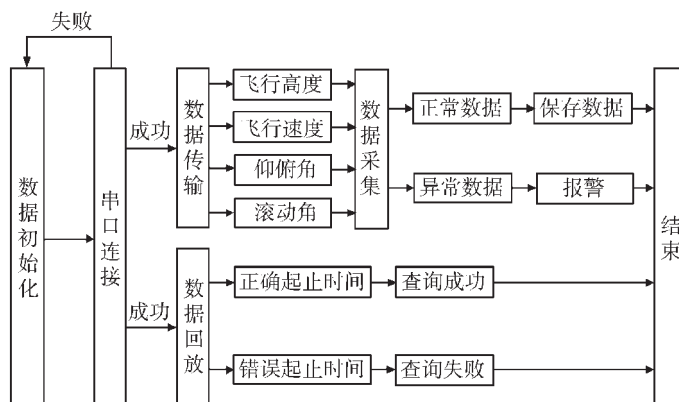 失败
数据初始化
串口连接
成功
数据传输
飞行高度
飞行速度
仰俯角
滚动角
数据采集
正常数据
保存数据
异常数据
报警
成功
数据回放
正确起止时间
查询成功
错误起止时间
查询失败
结束